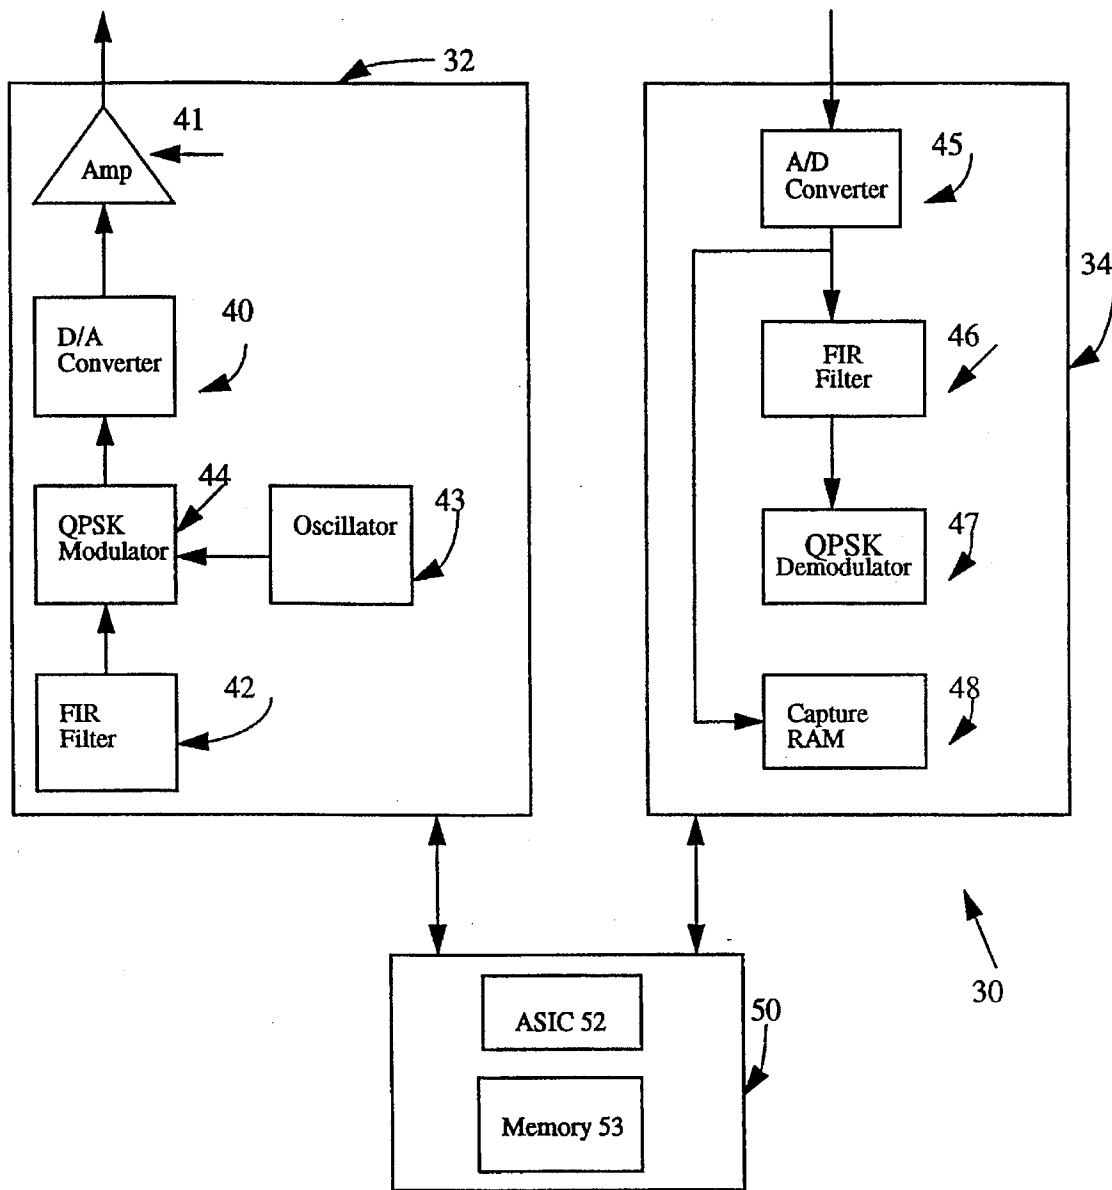 32
41
Amp
A/D
Converter
45
34
D/A
Converter
40
FIR
Filter
46
44
QPSK
Modulator
Oscillator
43
QPSK
Demodulator
47
FIR
Filter
42
Capture
RAM
48
30
ASIC 52
50
Memory 53